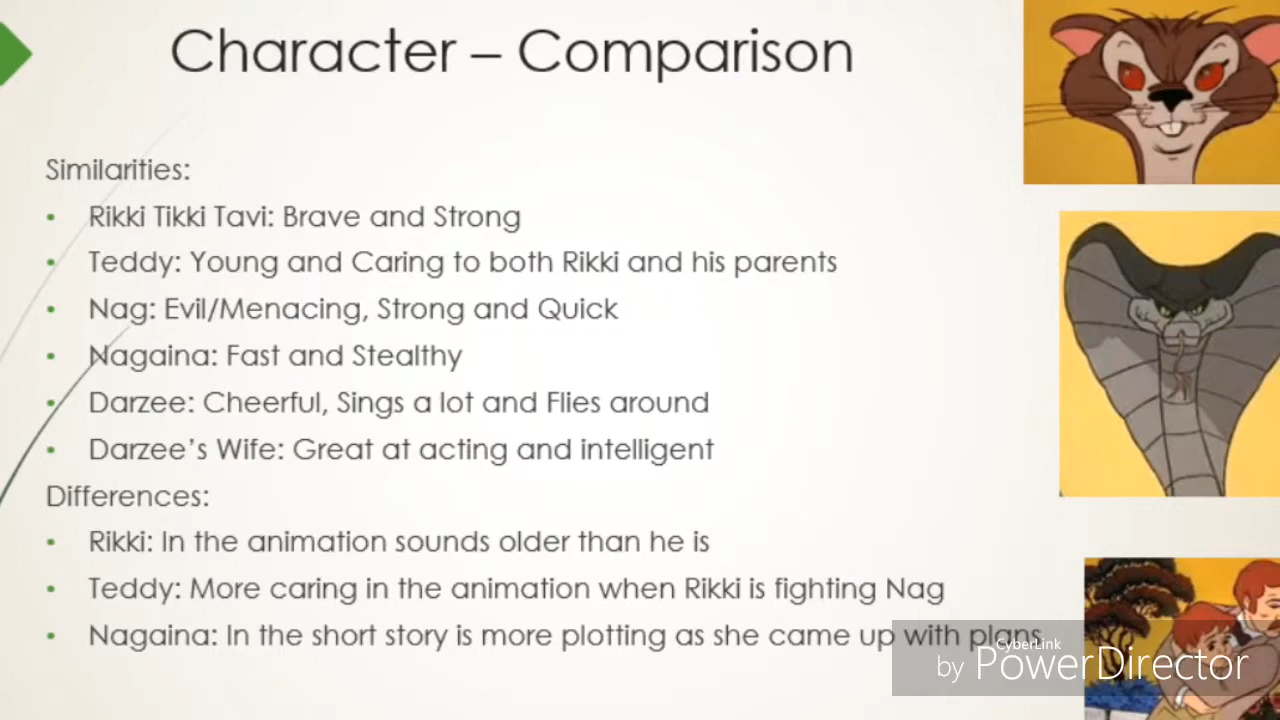 Character – Comparison
Similarities:
• Rikki Tikki Tavi: Brave and Strong
• Teddy: Young and Caring to both Rikki and his parents
• Nag: Evil/Menacing, Strong and Quick
• Nagaina: Fast and Stealthy
• Darzee: Cheerful, Sings a lot and Flies around
• Darzee’s Wife: Great at acting and intelligent
Differences:
• Rikki: In the animation sounds older than he is
• Teddy: More caring in the animation when Rikki is fighting Nag
• Nagaina: In the short story is more plotting as she came up with plans
CyberLink
by PowerDirector